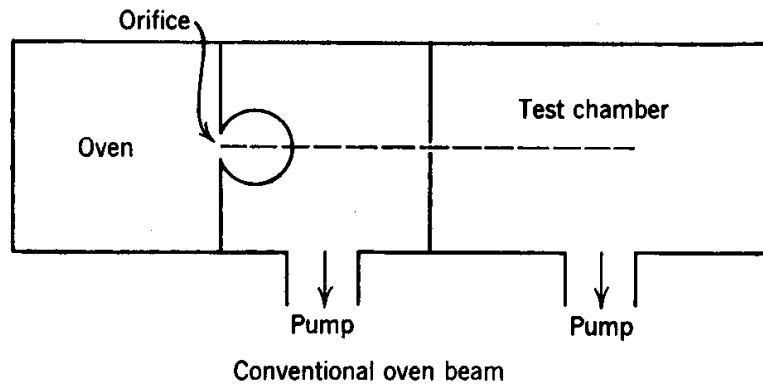 Orifice
Oven
Test chamber
Pump
Pump
Conventional oven beam